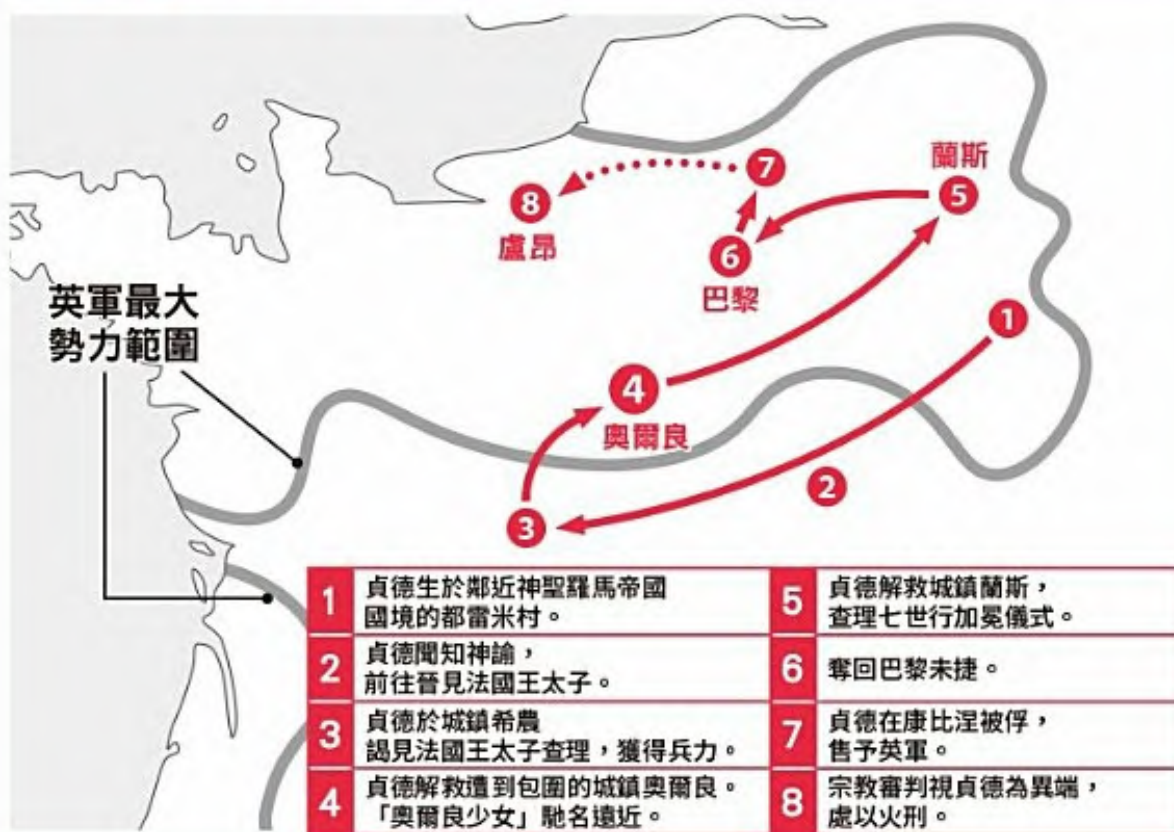 7
蘭斯
5
8
盧昂
6
巴黎
英軍最大
勢力範圍
1
4
奧爾良
2
3
1
貞德生於鄰近神聖羅馬帝國
國境的都雷米村。
2
貞德聞知神諭，
前往晉見法國王太子。
3
貞德於城鎮希農
謁見法國王太子查理，獲得兵力。
4
貞德解救遭到包圍的城鎮奧爾良。
「奧爾良少女」馳名遠近。
5
貞德解救城鎮蘭斯，
查理七世行加冕儀式。
6
奪回巴黎未捷。
7
貞德在康比涅被俘，
售予英軍。
8
宗教審判視貞德為異端，
處以火刑。